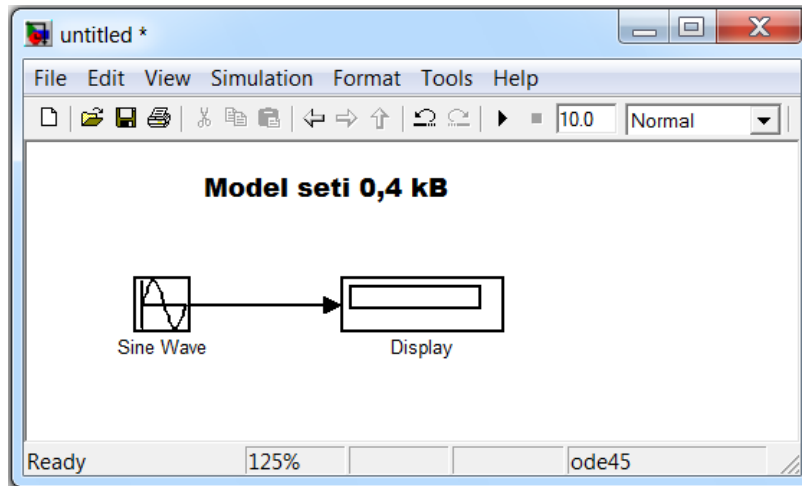 untitled *
File Edit View Simulation Format Tools Help
10.0 Normal
Model seti 0,4 kB
Sine Wave Display
Ready 125% ode45